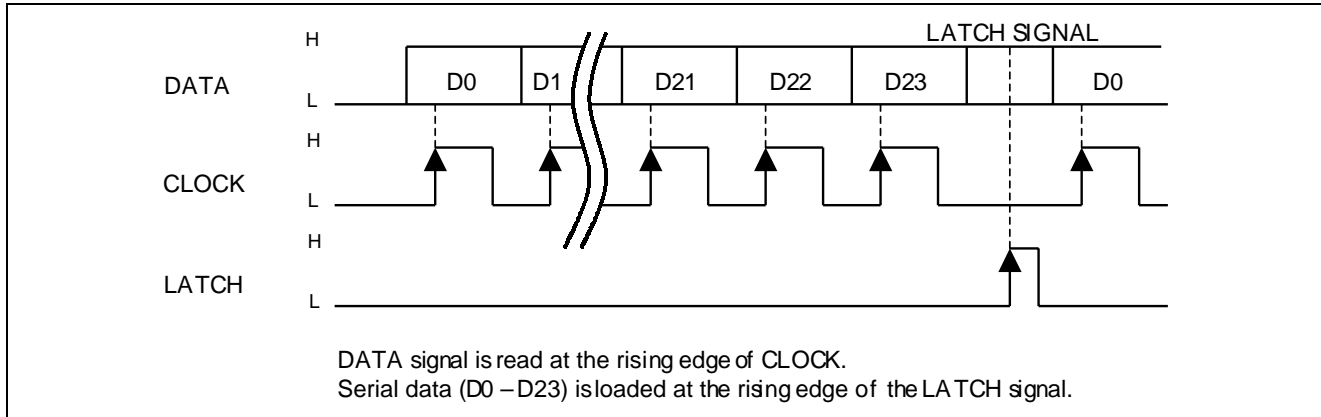 LATCH SIGNAL
H
DATA
D0
D1
D21
D22
D23
D0
L
H
CLOCK
L
H
LATCH
L
DATA signal is read at the rising edge of CLOCK.
Serial data (D0 – D23) is loaded at the rising edge of the LATCH signal.